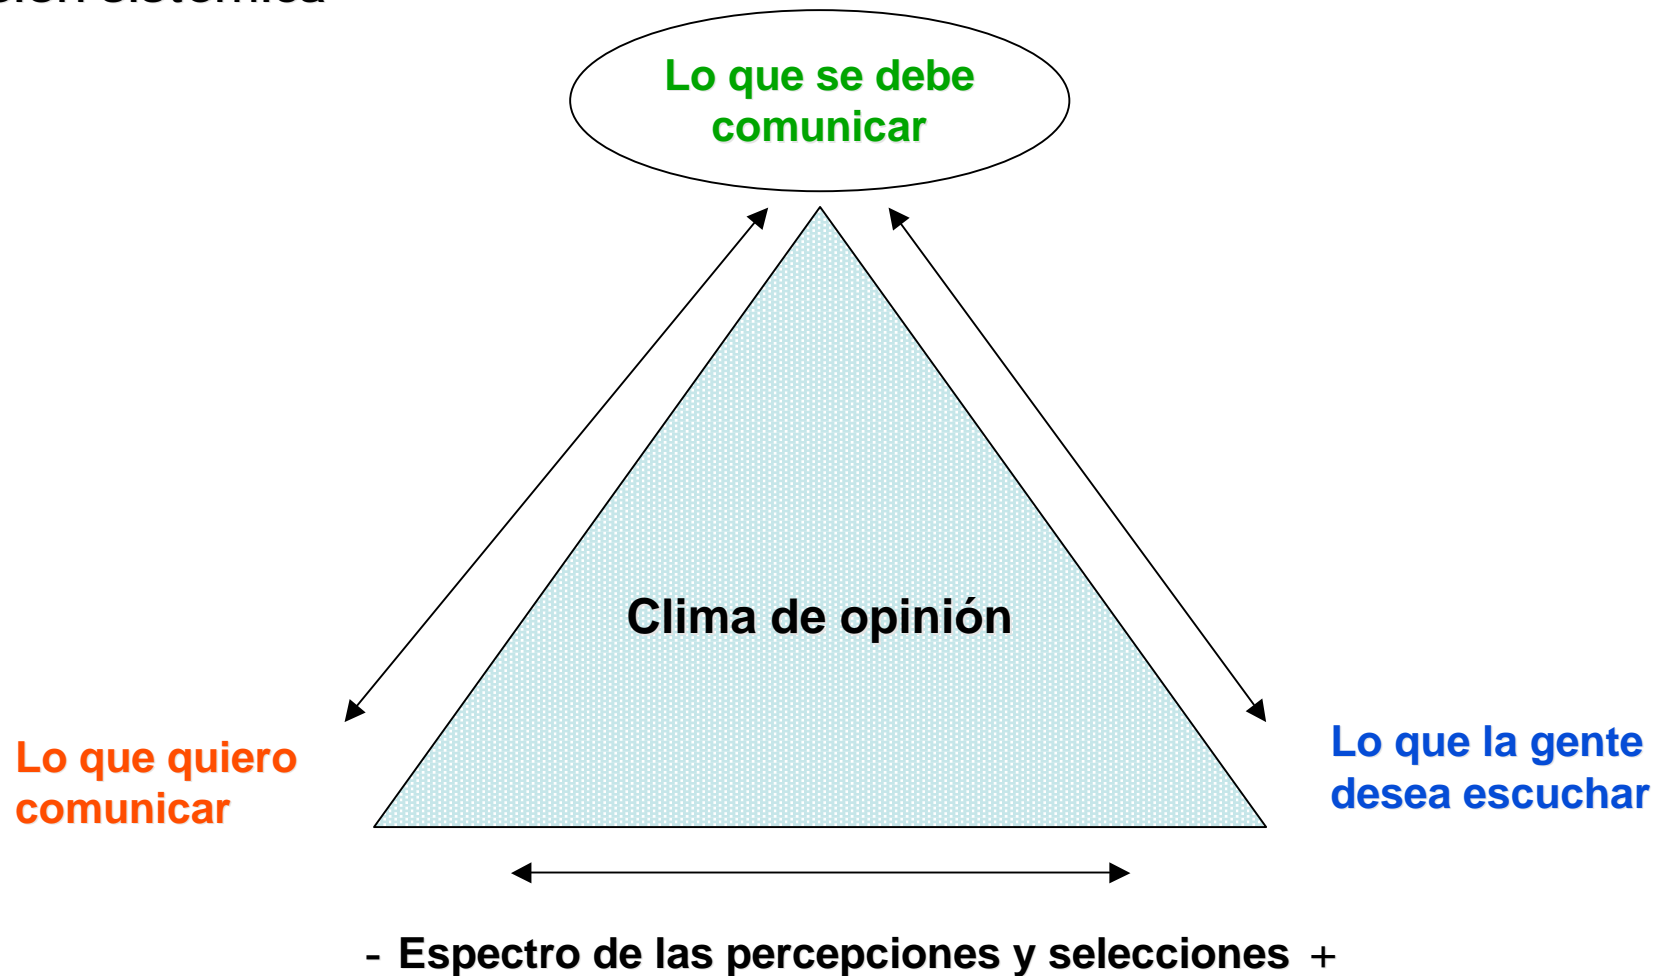 sistémica
Lo que se debe
comunicar
Clima de opinión
Lo que quiero
comunicar
Lo que la gente
desea escuchar
- Espectro de las percepciones y selecciones +